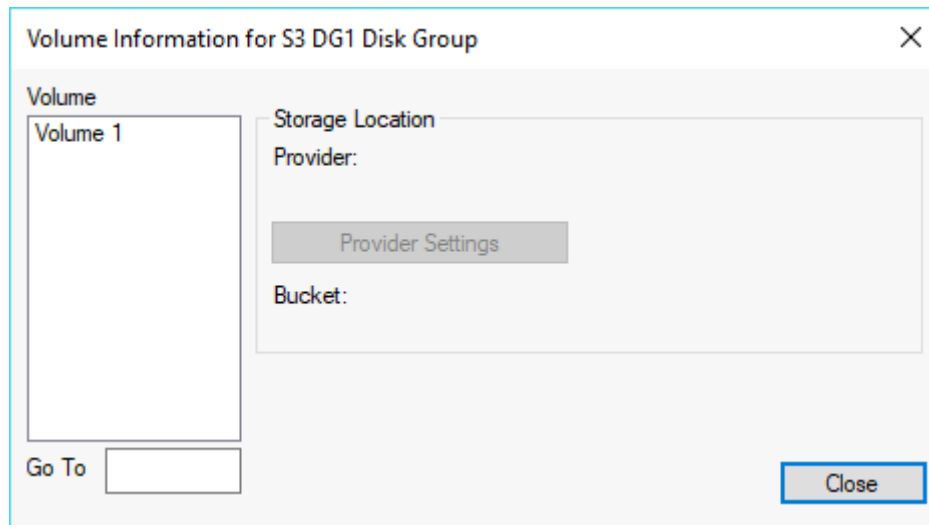 Volume Information for S3 DG1 Disk Group
Volume
Volume 1
Storage Location
Provider:
Provider Settings
Bucket:
Go To
Close